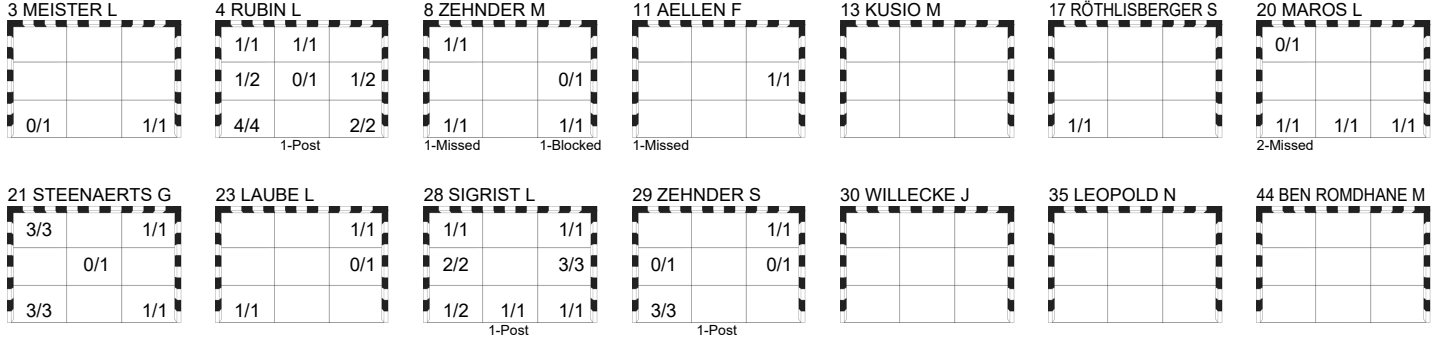 3 MEISTER L 4 RUBIN L 8 ZEHNDER M 11 AELLEN F 13 KUSIO M 17 RÖTHLISBERGER S 20 MAROS L
1/1 1/1 1/1 0/1
1/2 0/1 1/2 0/1 1/1
0/1 1/1 4/4 2/2 1/1 1/1 1/1 1/1 1/1 1/1
1-Post 1-Missed 1-Blocked 1-Missed 2-Missed
21 STEENAERTS G 23 LAUBE L 28 SIGRIST L 29 ZEHNDER S 30 WILLECKE J 35 LEOPOLD N 44 BEN ROMDHANE M
3/3 1/1 1/1 1/1 1/1 1/1
0/1 0/1 2/2 3/3 0/1 0/1
3/3 1/1 1/1 1/2 1/1 1/1 3/3
1-Post 1-Post